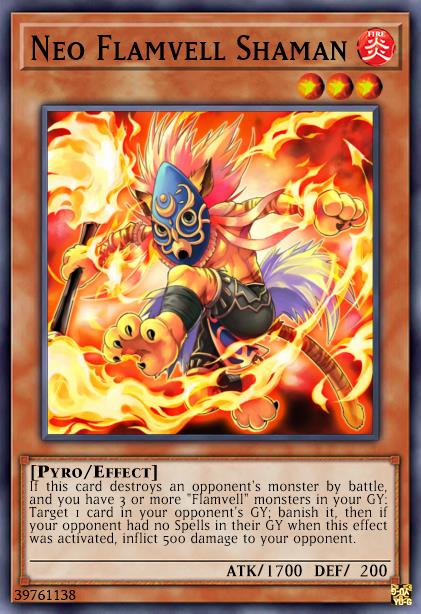 Neo Flamvell Shaman
FIRE
炎
[Pyro/Effect]
If this card destroys an opponent's monster by battle,
and you have 3 or more "Flamvell" monsters in your GY:
Target 1 card in your opponent's GY; banish it, then if
your opponent had no Spells in their GY when this effect
was activated, inflict 500 damage to your opponent.
ATK/1700 DEF/ 200
39761138